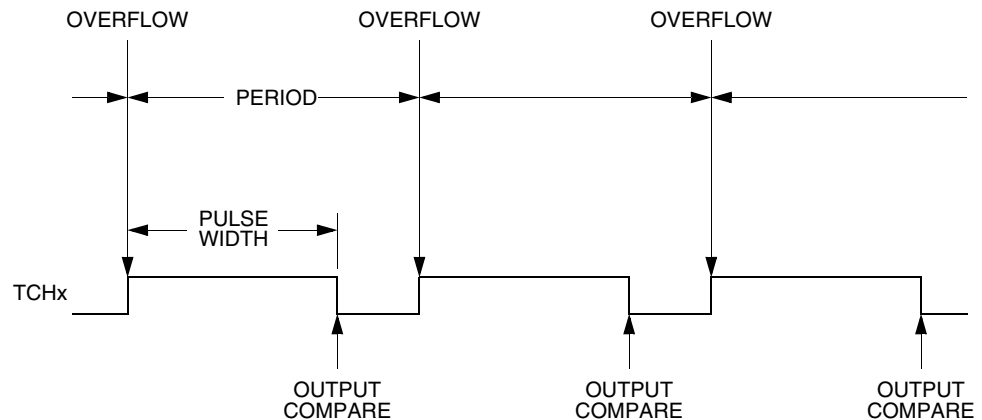 OVERFLOW OVERFLOW OVERFLOW
PERIOD
PULSE
WIDTH
TCHx
OUTPUT
COMPARE
OUTPUT
COMPARE
OUTPUT
COMPARE